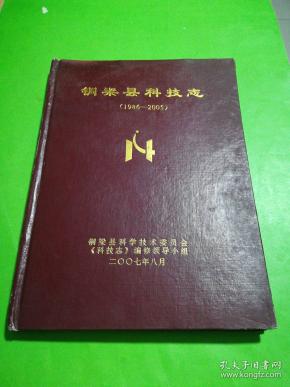 铜梁县科技志
(1986—2005)
铜梁县科学技术委员会
《科技志》编修领导小组
二〇〇七年八月
孔夫子旧书网